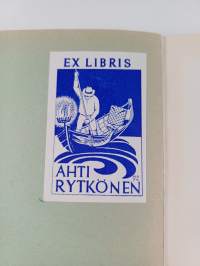 EX LIBRIS
AHTI
RYTKÖNEN